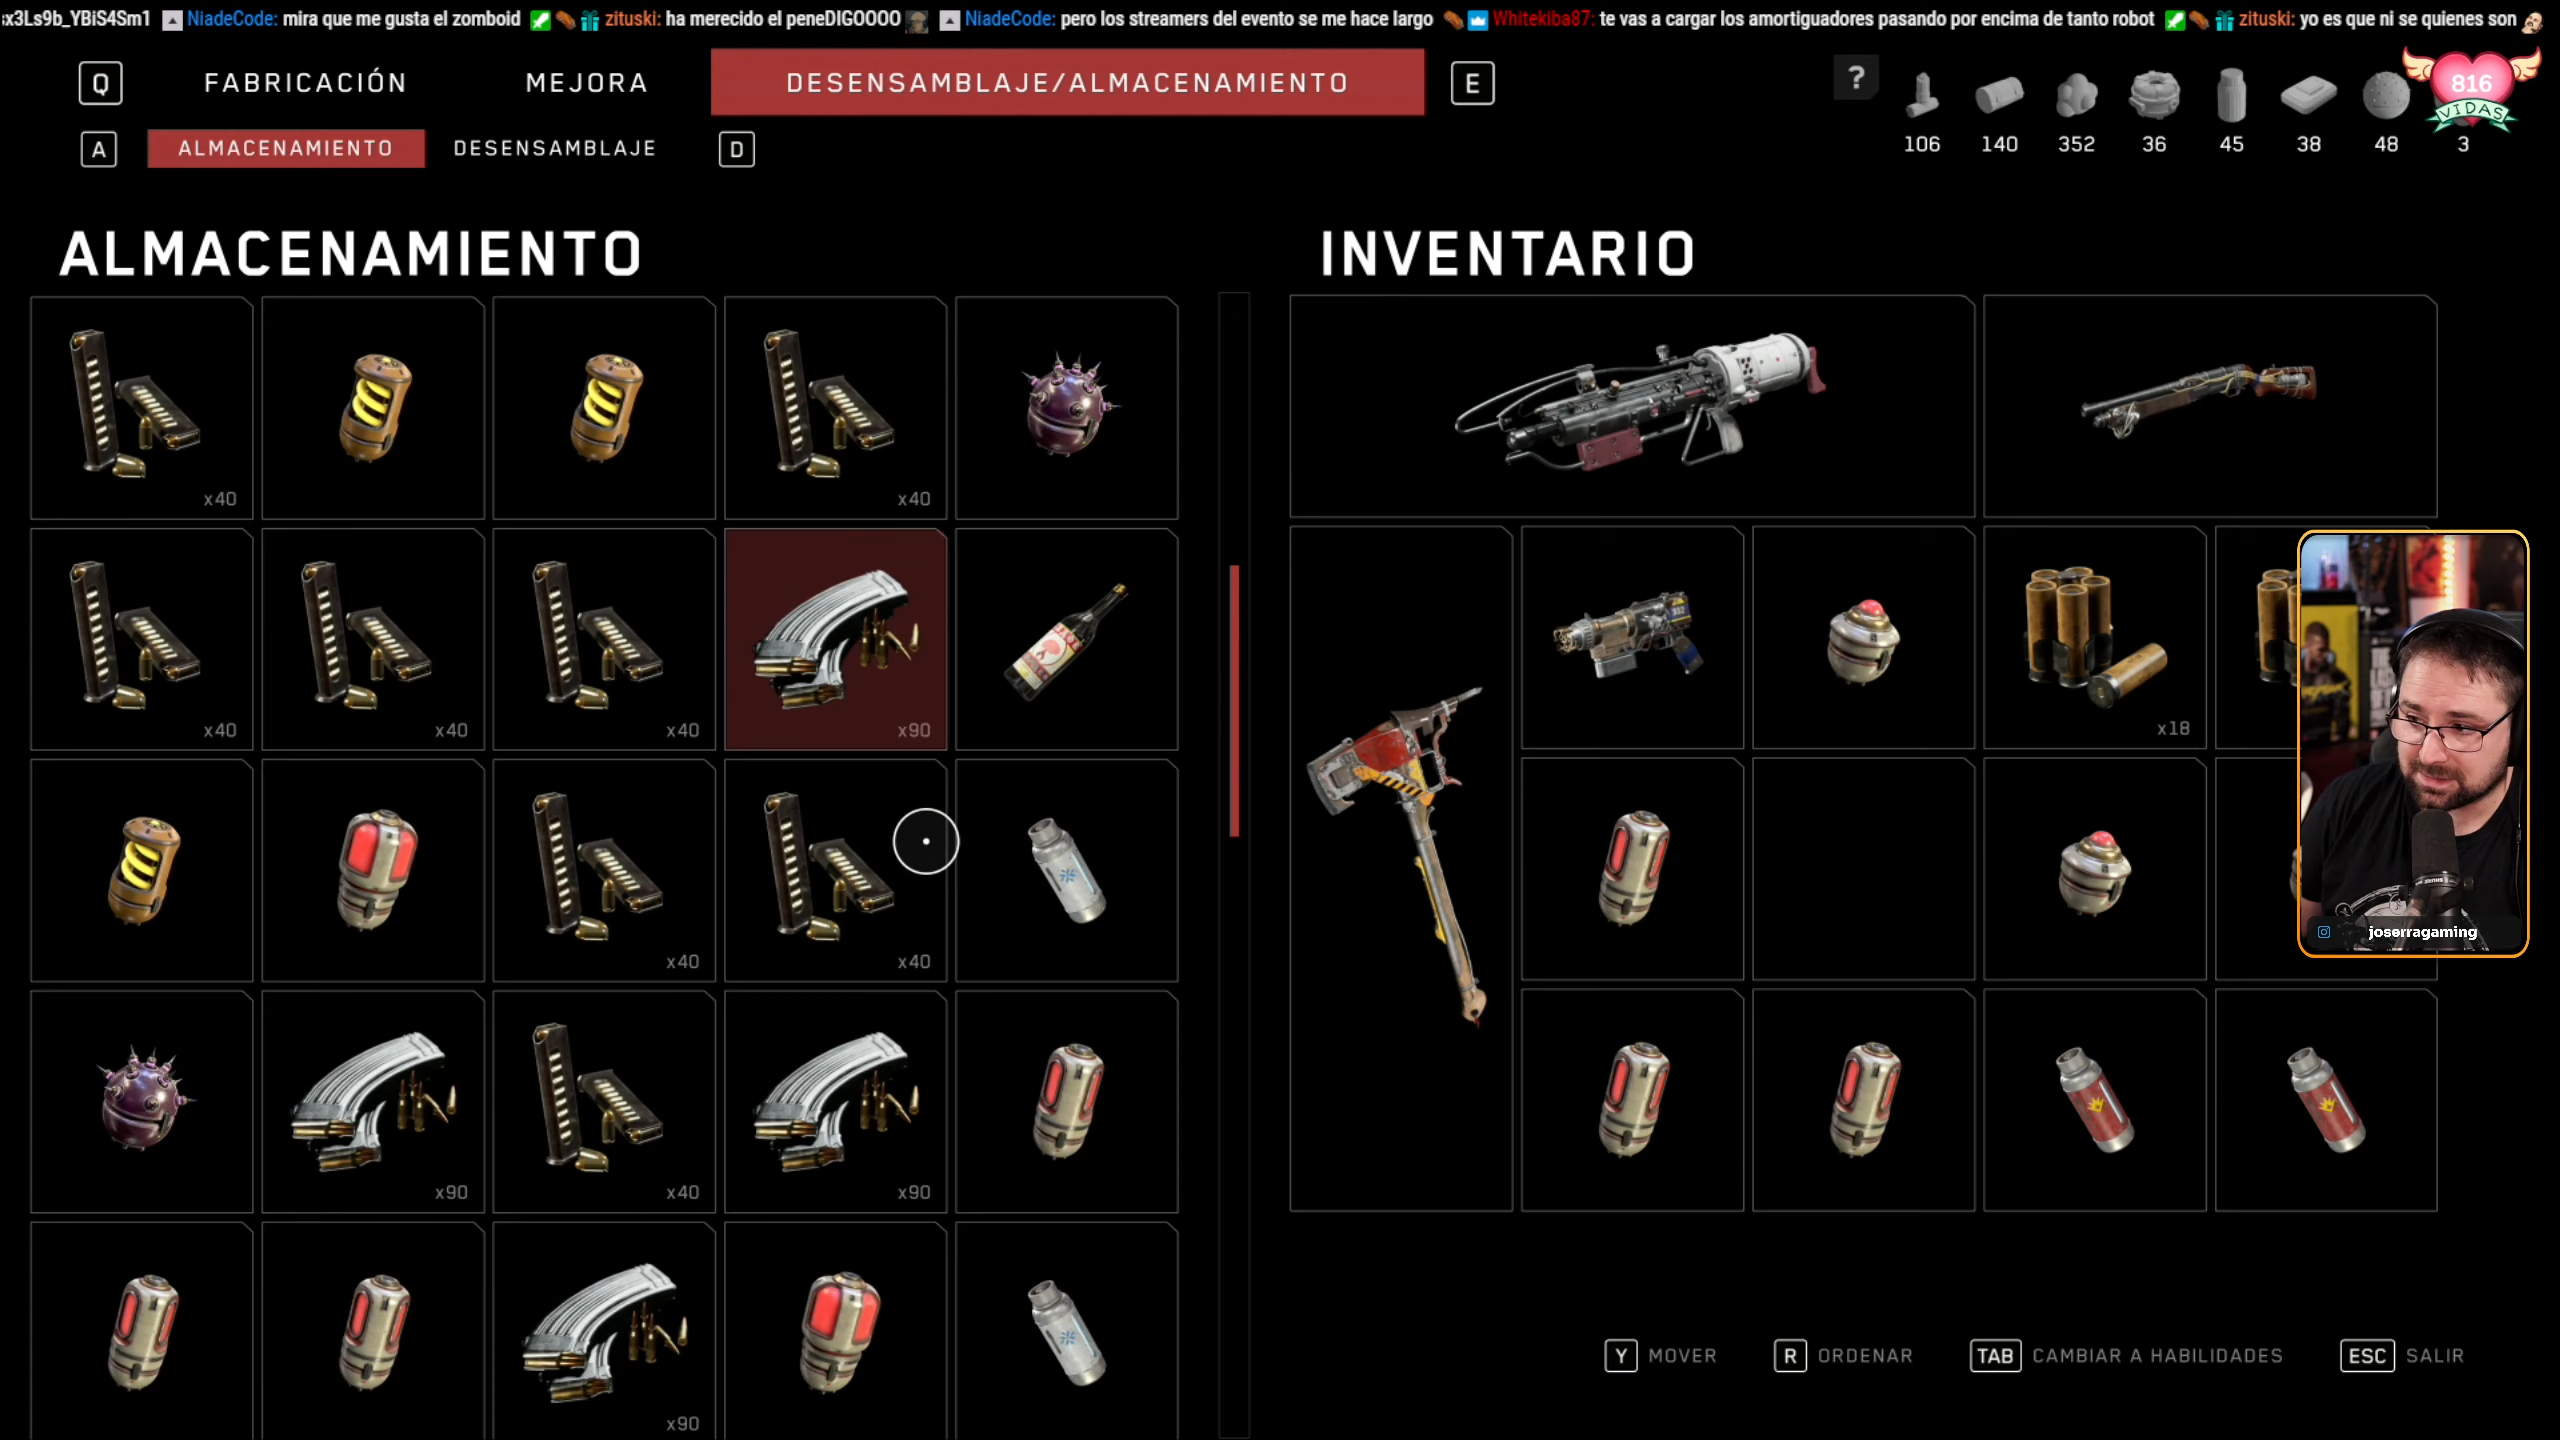 x3Ls9b_YBiS4Sm1 NiadeCode: mira que me gusta el zomboid zituski: ha merecido el peneDIGOOOO NiadeCode: pero los streamers del evento se me hace largo Whitekiba87: te vas a cargar los amortiguadores pasando por encima de tanto robot zituski: yo es que ni se quienes son
Q FABRICACIÓN MEJORA DESENSAMBLAJE/ALMACENAMIENTO E ?
816
VIDAS
106 140 352 36 45 38 48 3
A ALMACENAMIENTO DESENSAMBLAJE D
ALMACENAMIENTO
x40 x40
x40 x40 x40 x90
x40 x40
x90 x40 x90
x90
INVENTARIO
x18
joserragaming
Y MOVER R ORDENAR TAB CAMBIAR A HABILIDADES ESC SALIR